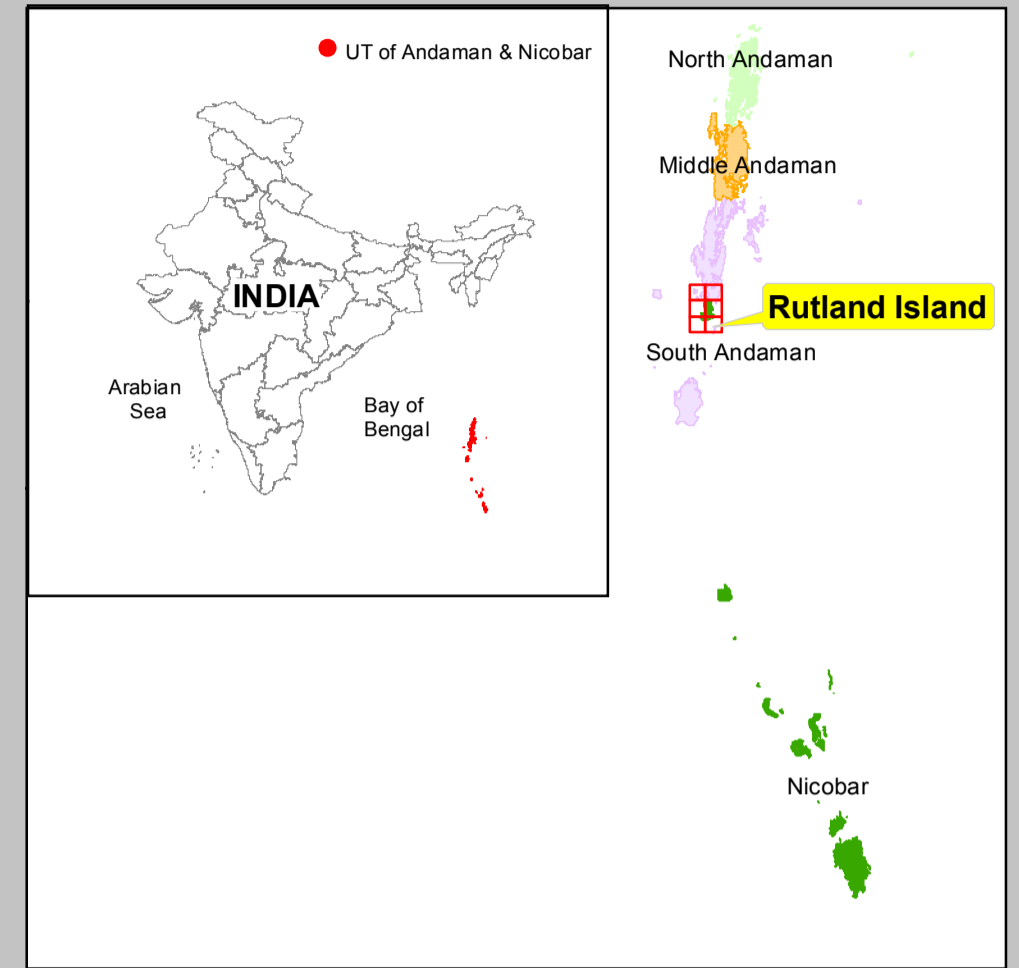 UT of Andaman & Nicobar
INDIA
Arabian
Sea
Bay of
Bengal
North Andaman
Middle Andaman
Rutland Island
South Andaman
Nicobar